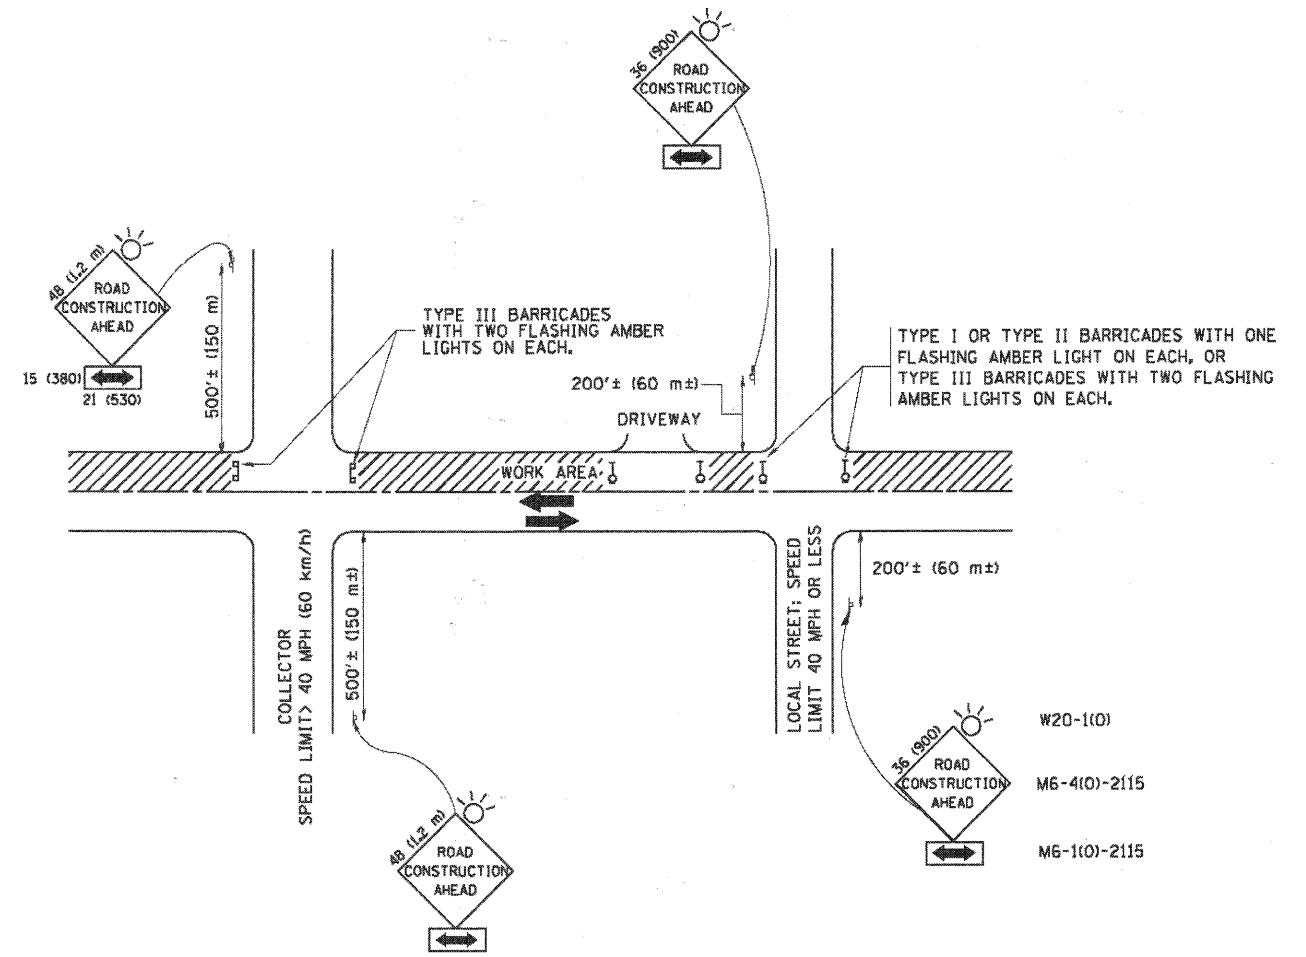 36 (900)
ROAD
CONSTRUCTION
AHEAD
48 (1.2 m)
ROAD
CONSTRUCTION
AHEAD
15 (380)
21 (530)
500'± (150 m)
TYPE III BARRICADES
WITH TWO FLASHING AMBER
LIGHTS ON EACH.
200'± (60 m±)
DRIVEWAY
TYPE I OR TYPE II BARRICADES WITH ONE
FLASHING AMBER LIGHT ON EACH, OR
TYPE III BARRICADES WITH TWO FLASHING
AMBER LIGHTS ON EACH.
WORK AREA
COLLECTOR
SPEED LIMIT> 40 MPH (60 km/h)
500'± (150 m±)
LOCAL STREET; SPEED
LIMIT 40 MPH OR LESS
200'± (60 m±)
36 (900)
ROAD
CONSTRUCTION
AHEAD
W20-1(O)
M6-4(O)-2115
M6-1(O)-2115
48 (1.2 m)
ROAD
CONSTRUCTION
AHEAD